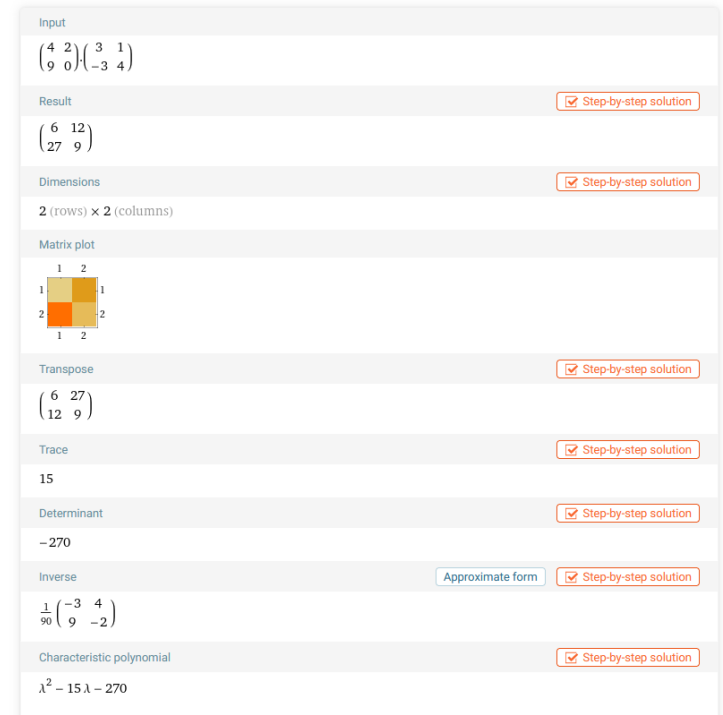 Input
(4 2
9 0).(3 1
-3 4)
Result
Step-by-step solution
(6 12
27 9)
Dimensions
Step-by-step solution
2 (rows) × 2 (columns)
Matrix plot
1 2
1 1
2 2
1 2
Transpose
Step-by-step solution
(6 27
12 9)
Trace
Step-by-step solution
15
Determinant
Step-by-step solution
-270
Inverse
Approximate form
Step-by-step solution
1/90 (-3 4
9 -2)
Characteristic polynomial
Step-by-step solution
λ² - 15 λ - 270